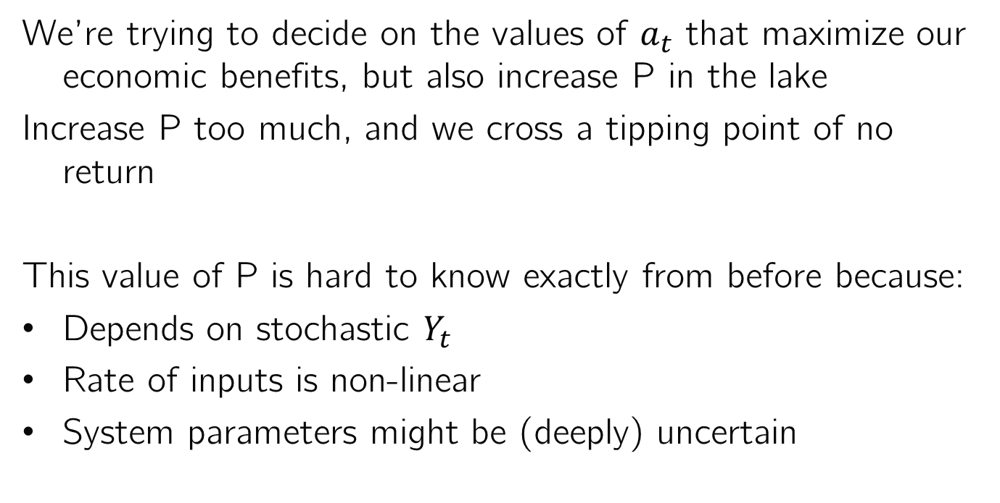 We're trying to decide on the values of a_t that maximize our
economic benefits, but also increase P in the lake
Increase P too much, and we cross a tipping point of no
return
This value of P is hard to know exactly from before because:
• Depends on stochastic Y_t
• Rate of inputs is non-linear
• System parameters might be (deeply) uncertain